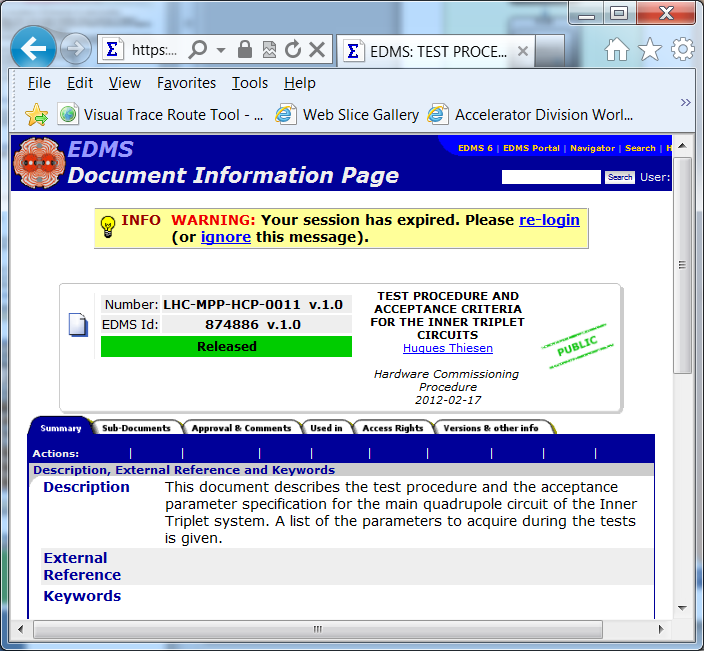 https:...
EDMS: TEST PROCE...
File Edit View Favorites Tools Help
Visual Trace Route Tool - ... Web Slice Gallery Accelerator Division Worl...
EDMS
EDMS 6 | EDMS Portal | Navigator | Search | H
Document Information Page
Search User:
INFO WARNING: Your session has expired. Please re-login
(or ignore this message).
Number: LHC-MPP-HCP-0011 v.1.0
EDMS Id: 874886 v.1.0
Released
TEST PROCEDURE AND
ACCEPTANCE CRITERIA
FOR THE INNER TRIPLET
CIRCUITS
Hugues Thiesen
Hardware Commissioning
Procedure
2012-02-17
PUBLIC
Summary Sub-Documents Approval & Comments Used in Access Rights Versions & other info
Actions: | | | | | | | | |
Description, External Reference and Keywords
Description This document describes the test procedure and the acceptance
parameter specification for the main quadrupole circuit of the Inner
Triplet system. A list of the parameters to acquire during the tests
is given.
External
Reference
Keywords